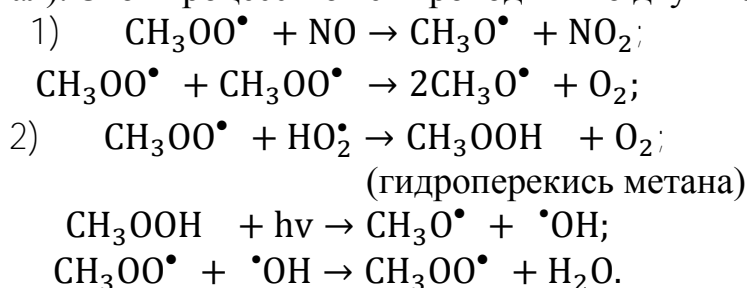 1) CH₃OO• + NO → CH₃O• + NO₂;
CH₃OO• + CH₃OO• → 2CH₃O• + O₂;
2) CH₃OO• + HO₂• → CH₃OOH + O₂;
(гидроперекись метана)
CH₃OOH + hν → CH₃O• + •OH;
CH₃OO• + •OH → CH₃OO• + H₂O.